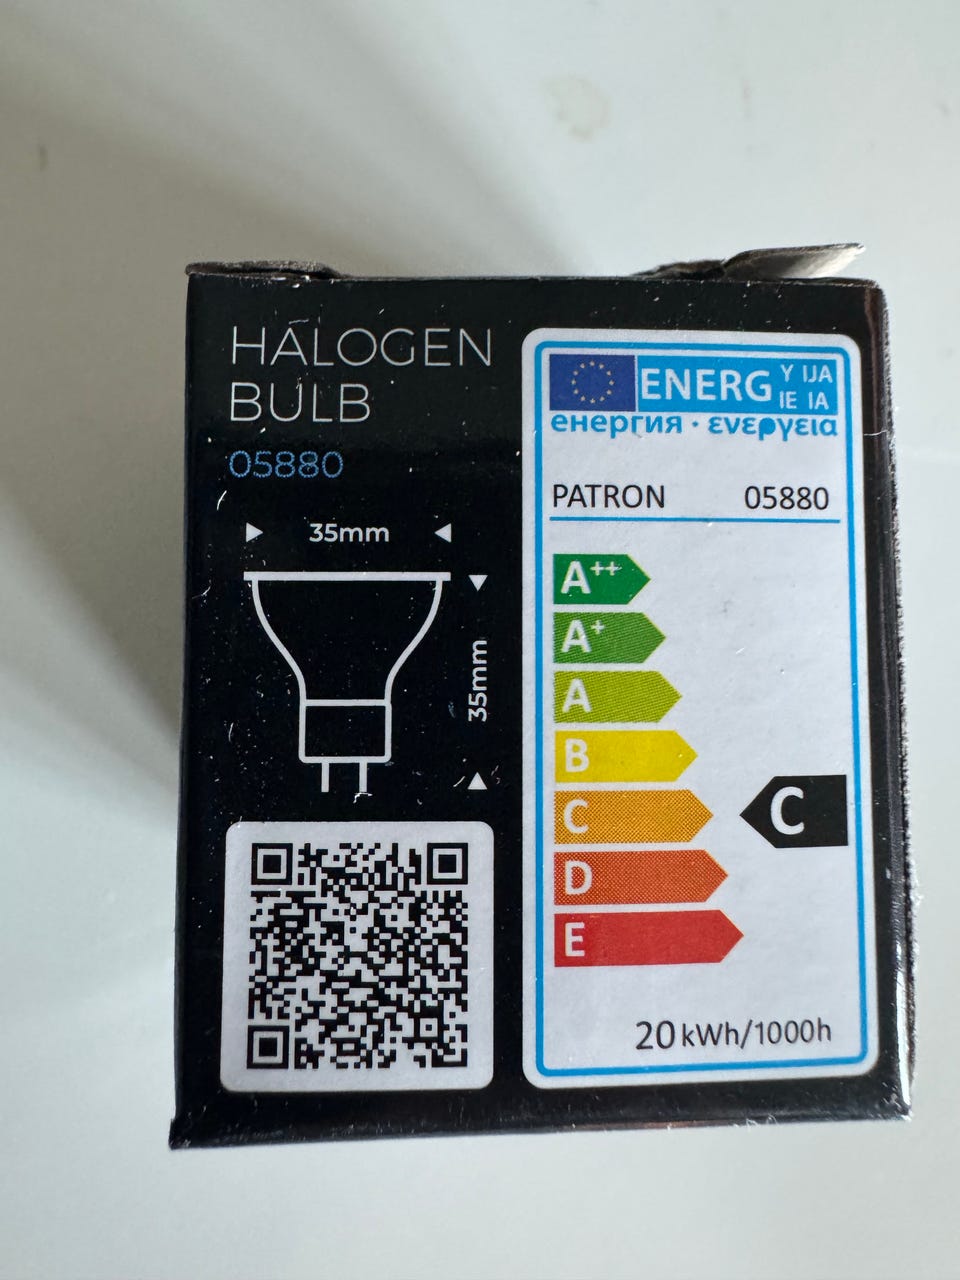 HALOGEN
BULB
05880
35mm
35mm
ENERG Y IJA
IE IA
енергия · ενεργεια
PATRON 05880
A++
A+
A
B
C
C
D
E
20 kWh/1000h